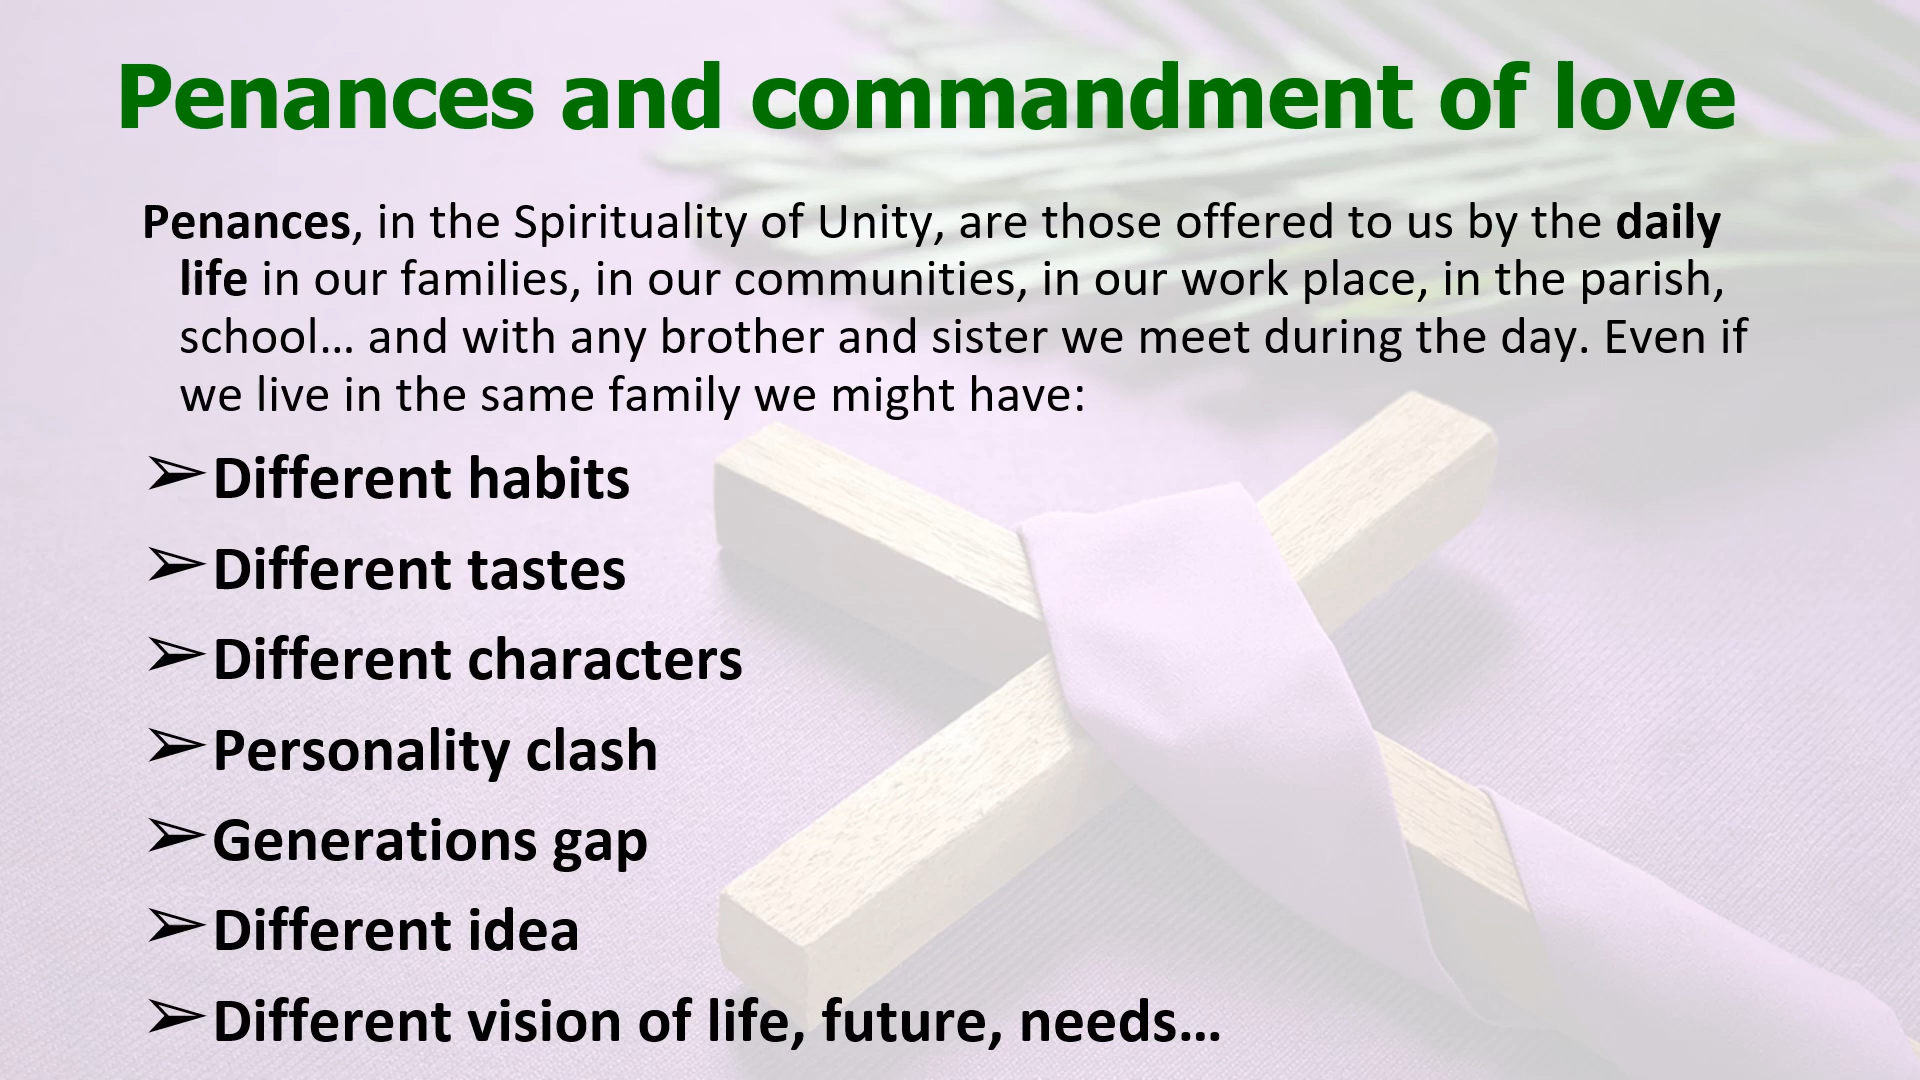 Penances and commandment of love
Penances, in the Spirituality of Unity, are those offered to us by the daily
life in our families, in our communities, in our work place, in the parish,
school… and with any brother and sister we meet during the day. Even if
we live in the same family we might have:
➢Different habits
➢Different tastes
➢Different characters
➢Personality clash
➢Generations gap
➢Different idea
➢Different vision of life, future, needs…